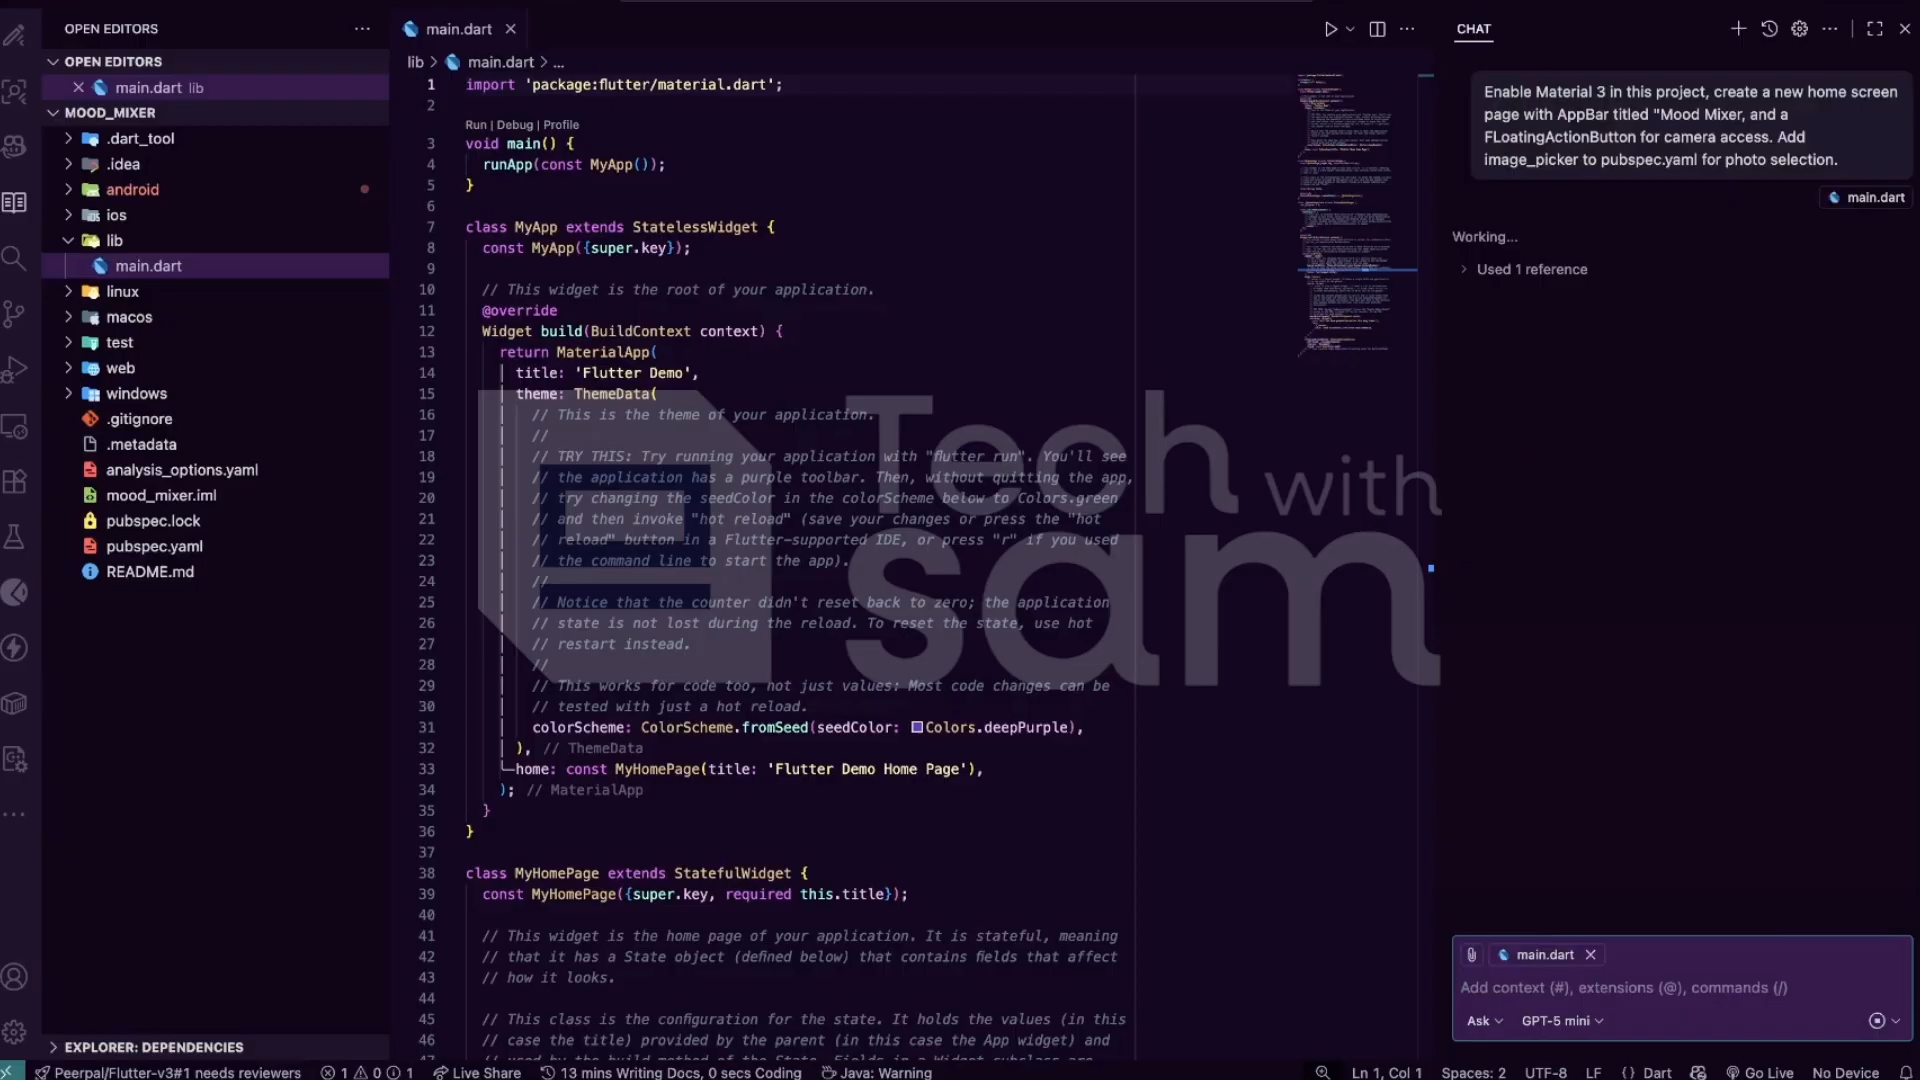 OPEN EDITORS
OPEN EDITORS
main.dart lib
MOOD_MIXER
.dart_tool
.idea
android
ios
lib
main.dart
linux
macos
test
web
windows
.gitignore
.metadata
analysis_options.yaml
mood_mixer.iml
pubspec.lock
pubspec.yaml
README.md
EXPLORER: DEPENDENCIES
main.dart
lib > main.dart > ...
1 import 'package:flutter/material.dart';
2
Run | Debug | Profile
3 void main() {
4 runApp(const MyApp());
5 }
6
7 class MyApp extends StatelessWidget {
8 const MyApp({super.key});
9
10 // This widget is the root of your application.
11 @override
12 Widget build(BuildContext context) {
13 return MaterialApp(
14 title: 'Flutter Demo',
15 theme: ThemeData(
16 // This is the theme of your application.
17 //
18 // TRY THIS: Try running your application with "flutter run". You'll see
19 // the application has a purple toolbar. Then, without quitting the app,
20 // try changing the seedColor in the colorScheme below to Colors.green
21 // and then invoke "hot reload" (save your changes or press the "hot
22 // reload" button in a Flutter-supported IDE, or press "r" if you used
23 // the command line to start the app).
24 //
25 // Notice that the counter didn't reset back to zero; the application
26 // state is not lost during the reload. To reset the state, use hot
27 // restart instead.
28 //
29 // This works for code too, not just values: Most code changes can be
30 // tested with just a hot reload.
31 colorScheme: ColorScheme.fromSeed(seedColor: Colors.deepPurple),
32 ), // ThemeData
33 home: const MyHomePage(title: 'Flutter Demo Home Page'),
34 ); // MaterialApp
35 }
36 }
37
38 class MyHomePage extends StatefulWidget {
39 const MyHomePage({super.key, required this.title});
40
41 // This widget is the home page of your application. It is stateful, meaning
42 // that it has a State object (defined below) that contains fields that affect
43 // how it looks.
44
45 // This class is the configuration for the state. It holds the values (in this
46 // case the title) provided by the parent (in this case the App widget) and
47 // used by the build method of the State. Fields in a Widget subclass are
Tech with
sam
CHAT
Enable Material 3 in this project, create a new home screen
page with AppBar titled "Mood Mixer, and a
FLoatingActionButton for camera access. Add
image_picker to pubspec.yaml for photo selection.
main.dart
Working...
Used 1 reference
main.dart
Add context (#), extensions (@), commands (/)
Ask GPT-5 mini
Peerpal/Flutter-v3#1 needs reviewers 1 0 1 Live Share 13 mins Writing Docs, 0 secs Coding Java: Warning Ln 1, Col 1 Spaces: 2 UTF-8 LF {} Dart Go Live No Device